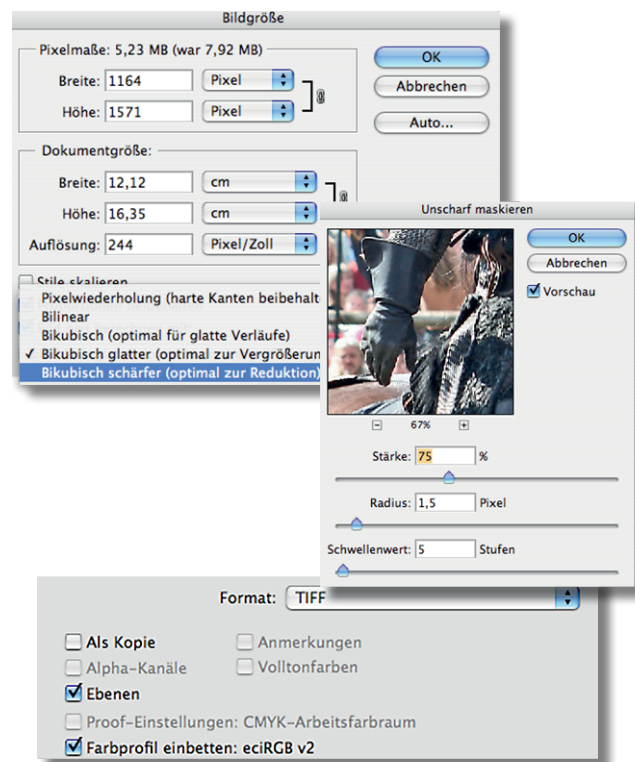 Bildgröße
Pixelmaße: 5,23 MB (war 7,92 MB)
Breite: 1164 Pixel
Höhe: 1571 Pixel
OK
Abbrechen
Auto...
Dokumentgröße:
Breite: 12,12 cm
Höhe: 16,35 cm
Auflösung: 244 Pixel/Zoll
Stile skalieren
Pixelwiederholung (harte Kanten beibehalt
Bilinear
Bikubisch (optimal für glatte Verläufe)
✓ Bikubisch glatter (optimal zur Vergrößerun
Bikubisch schärfer (optimal zur Reduktion)
Unscharf maskieren
OK
Abbrechen
Vorschau
67%
Stärke: 75 %
Radius: 1,5 Pixel
Schwellenwert: 5 Stufen
Format: TIFF
Als Kopie
Anmerkungen
Alpha-Kanäle
Volltonfarben
Ebenen
Proof-Einstellungen: CMYK-Arbeitsfarbraum
Farbprofil einbetten: eciRGB v2